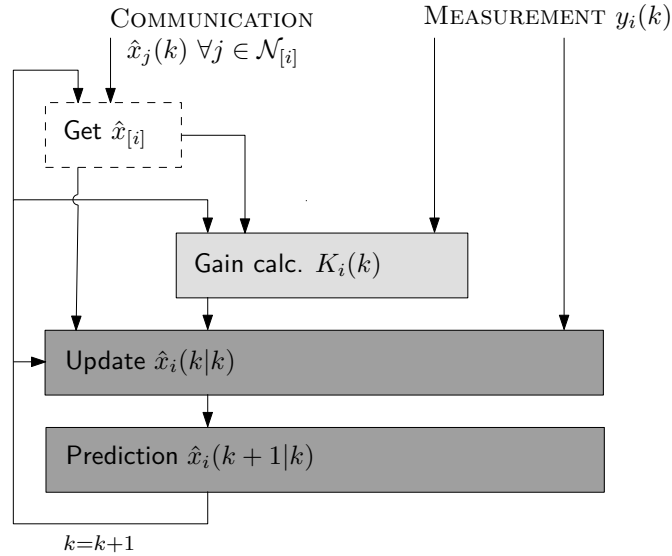 COMMUNICATION
x̂_j(k) ∀j ∈ 𝒩_[i]
MEASUREMENT y_i(k)
Get x̂_[i]
Gain calc. K_i(k)
Update x̂_i(k|k)
Prediction x̂_i(k + 1|k)
k=k+1